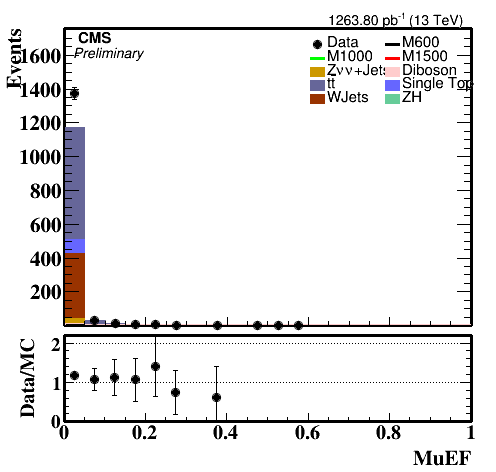 1263.80 pb⁻¹ (13 TeV)
CMS
Preliminary
Data
M600
M1000
M1500
Zνν+Jets
Diboson
tt
Single Top
WJets
ZH
Events
1600
1400
1200
1000
800
600
400
200
Data/MC
2
1
0
0
0.2
0.4
0.6
0.8
1
MuEF